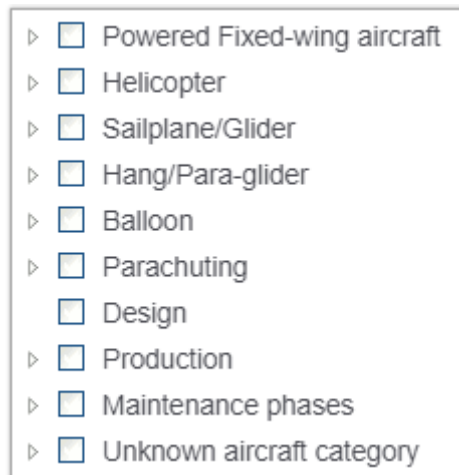 Powered Fixed-wing aircraft
Helicopter
Sailplane/Glider
Hang/Para-glider
Balloon
Parachuting
Design
Production
Maintenance phases
Unknown aircraft category